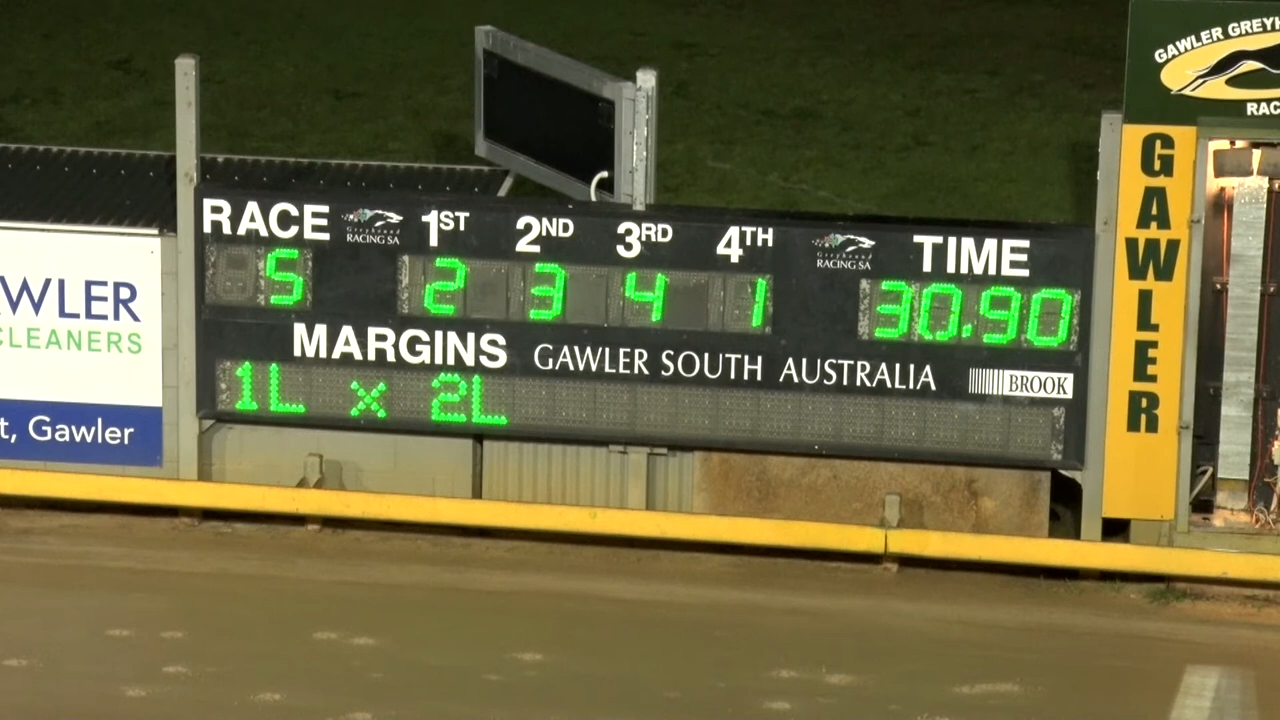 GAWLER GREYH
RAC
GAWLER
RACE 1ST 2ND 3RD 4TH TIME
Greyhound
RACING SA
Greyhound
RACING SA
5 2 3 4 1 30.90
MARGINS GAWLER SOUTH AUSTRALIA BROOK
1L x 2L
WLER
CLEANERS
t, Gawler